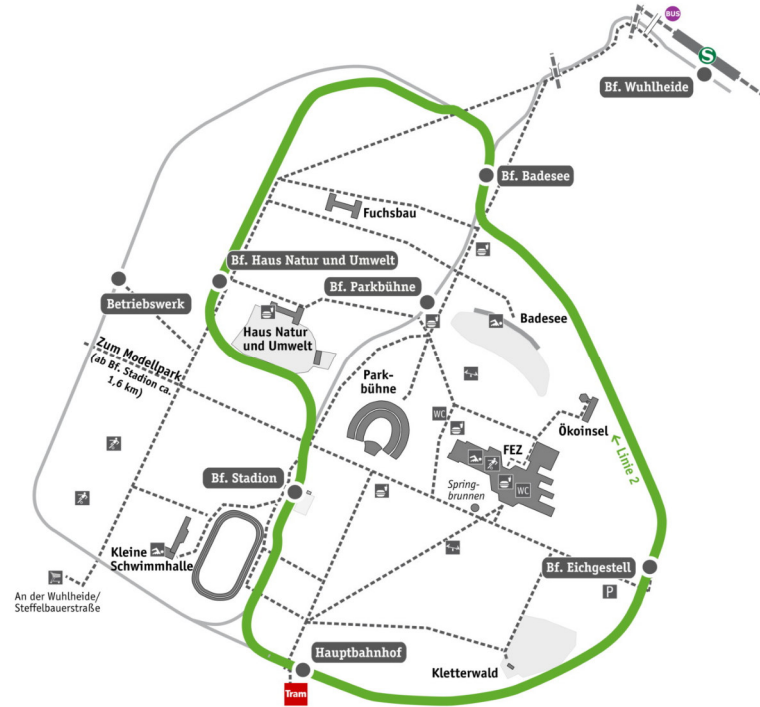 BUS
S
Bf. Wuhlheide
Bf. Badesee
Fuchsbau
Bf. Haus Natur und Umwelt
Bf. Parkbühne
Betriebswerk
Badesee
Haus Natur
und Umwelt
Zum Modellpark
(ab Bf. Stadion ca.
1,6 km)
Park-
bühne
WC
Ökoinsel
FEZ
← Linie 2
Bf. Stadion
Spring-
brunnen
WC
Kleine
Schwimmhalle
Bf. Eichgestell
An der Wuhlheide/
Steffelbauerstraße
P
Hauptbahnhof
Kletterwald
Tram